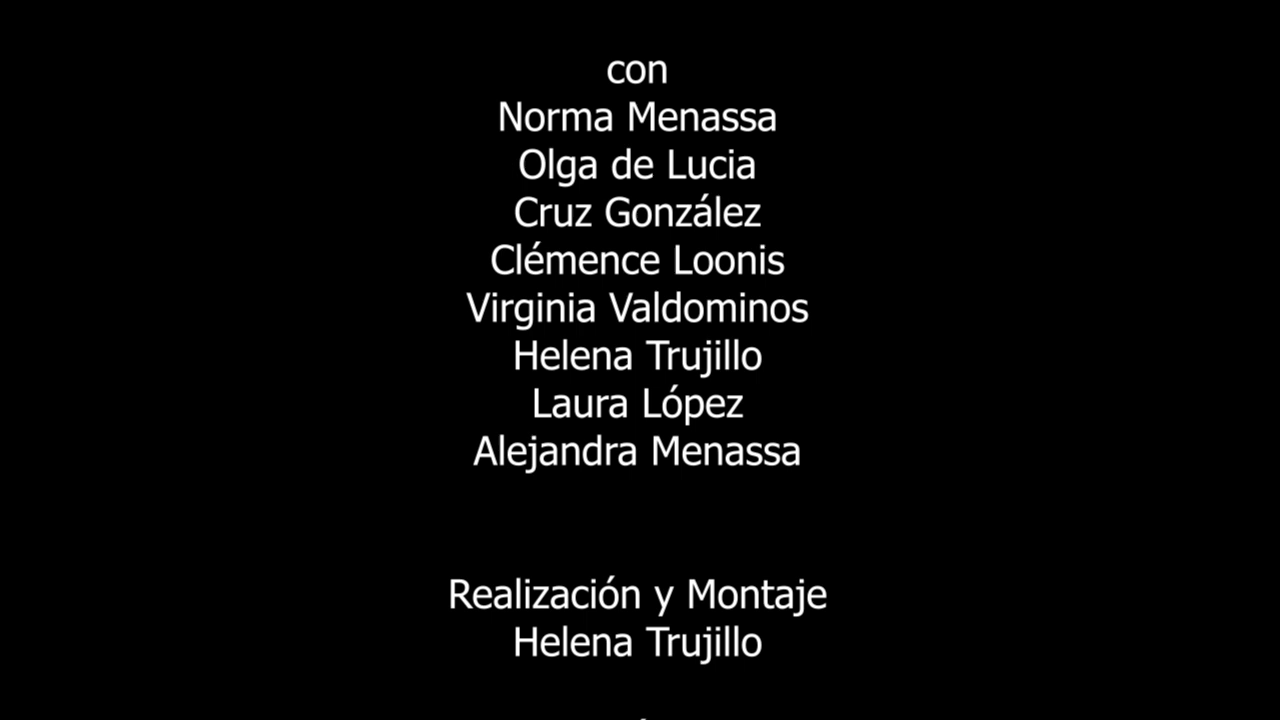 con
Norma Menassa
Olga de Lucia
Cruz González
Clémence Loonis
Virginia Valdominos
Helena Trujillo
Laura López
Alejandra Menassa
Realización y Montaje
Helena Trujillo